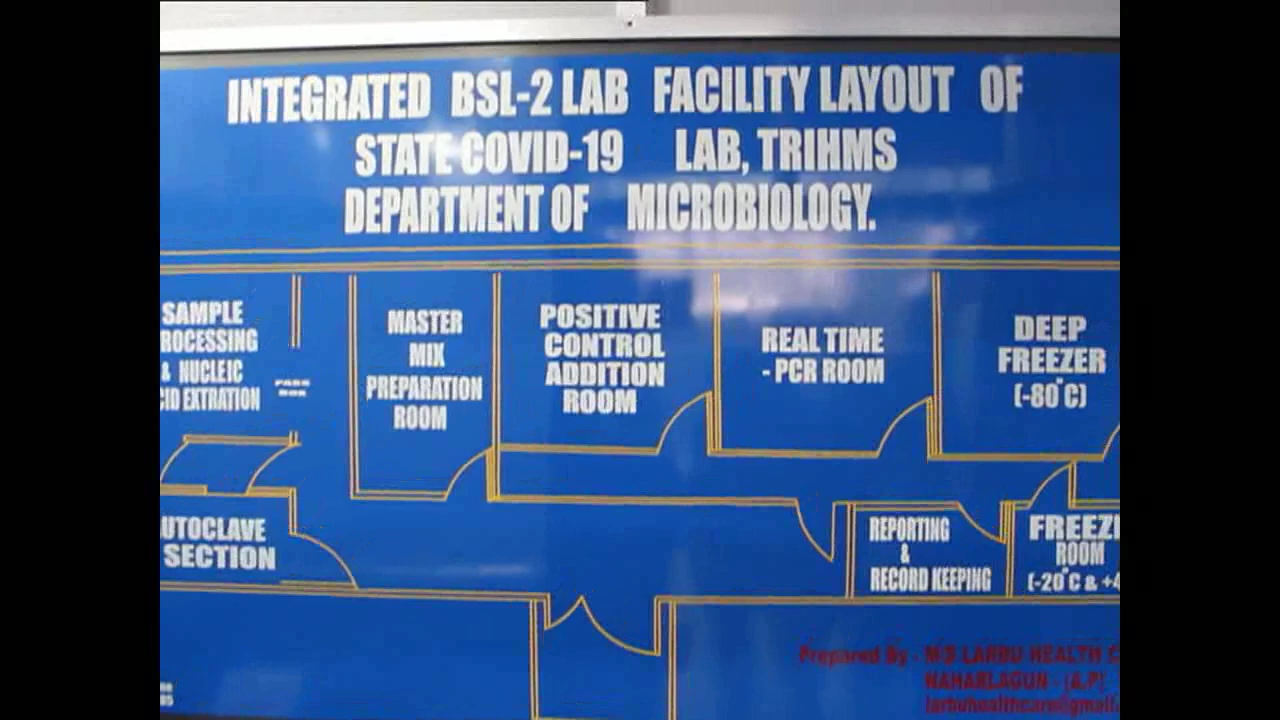 INTEGRATED BSL-2 LAB FACILITY LAYOUT OF
STATE COVID-19 LAB, TRIHMS
DEPARTMENT OF MICROBIOLOGY.
SAMPLE
ROCESSING
& NUCLEIC
CID EXTRATION
MASTER
MIX
PREPARATION
ROOM
POSITIVE
CONTROL
ADDITION
ROOM
REAL TIME
- PCR ROOM
DEEP
FREEZER
(-80°C)
UTOCLAVE
SECTION
REPORTING
&
RECORD KEEPING
FREEZ
ROOM
(-20°C & +4
Prepared By - M/S LARBU HEALTH C
NAHARLAGUN - (A.P)
larbuhealthcare@gmail.